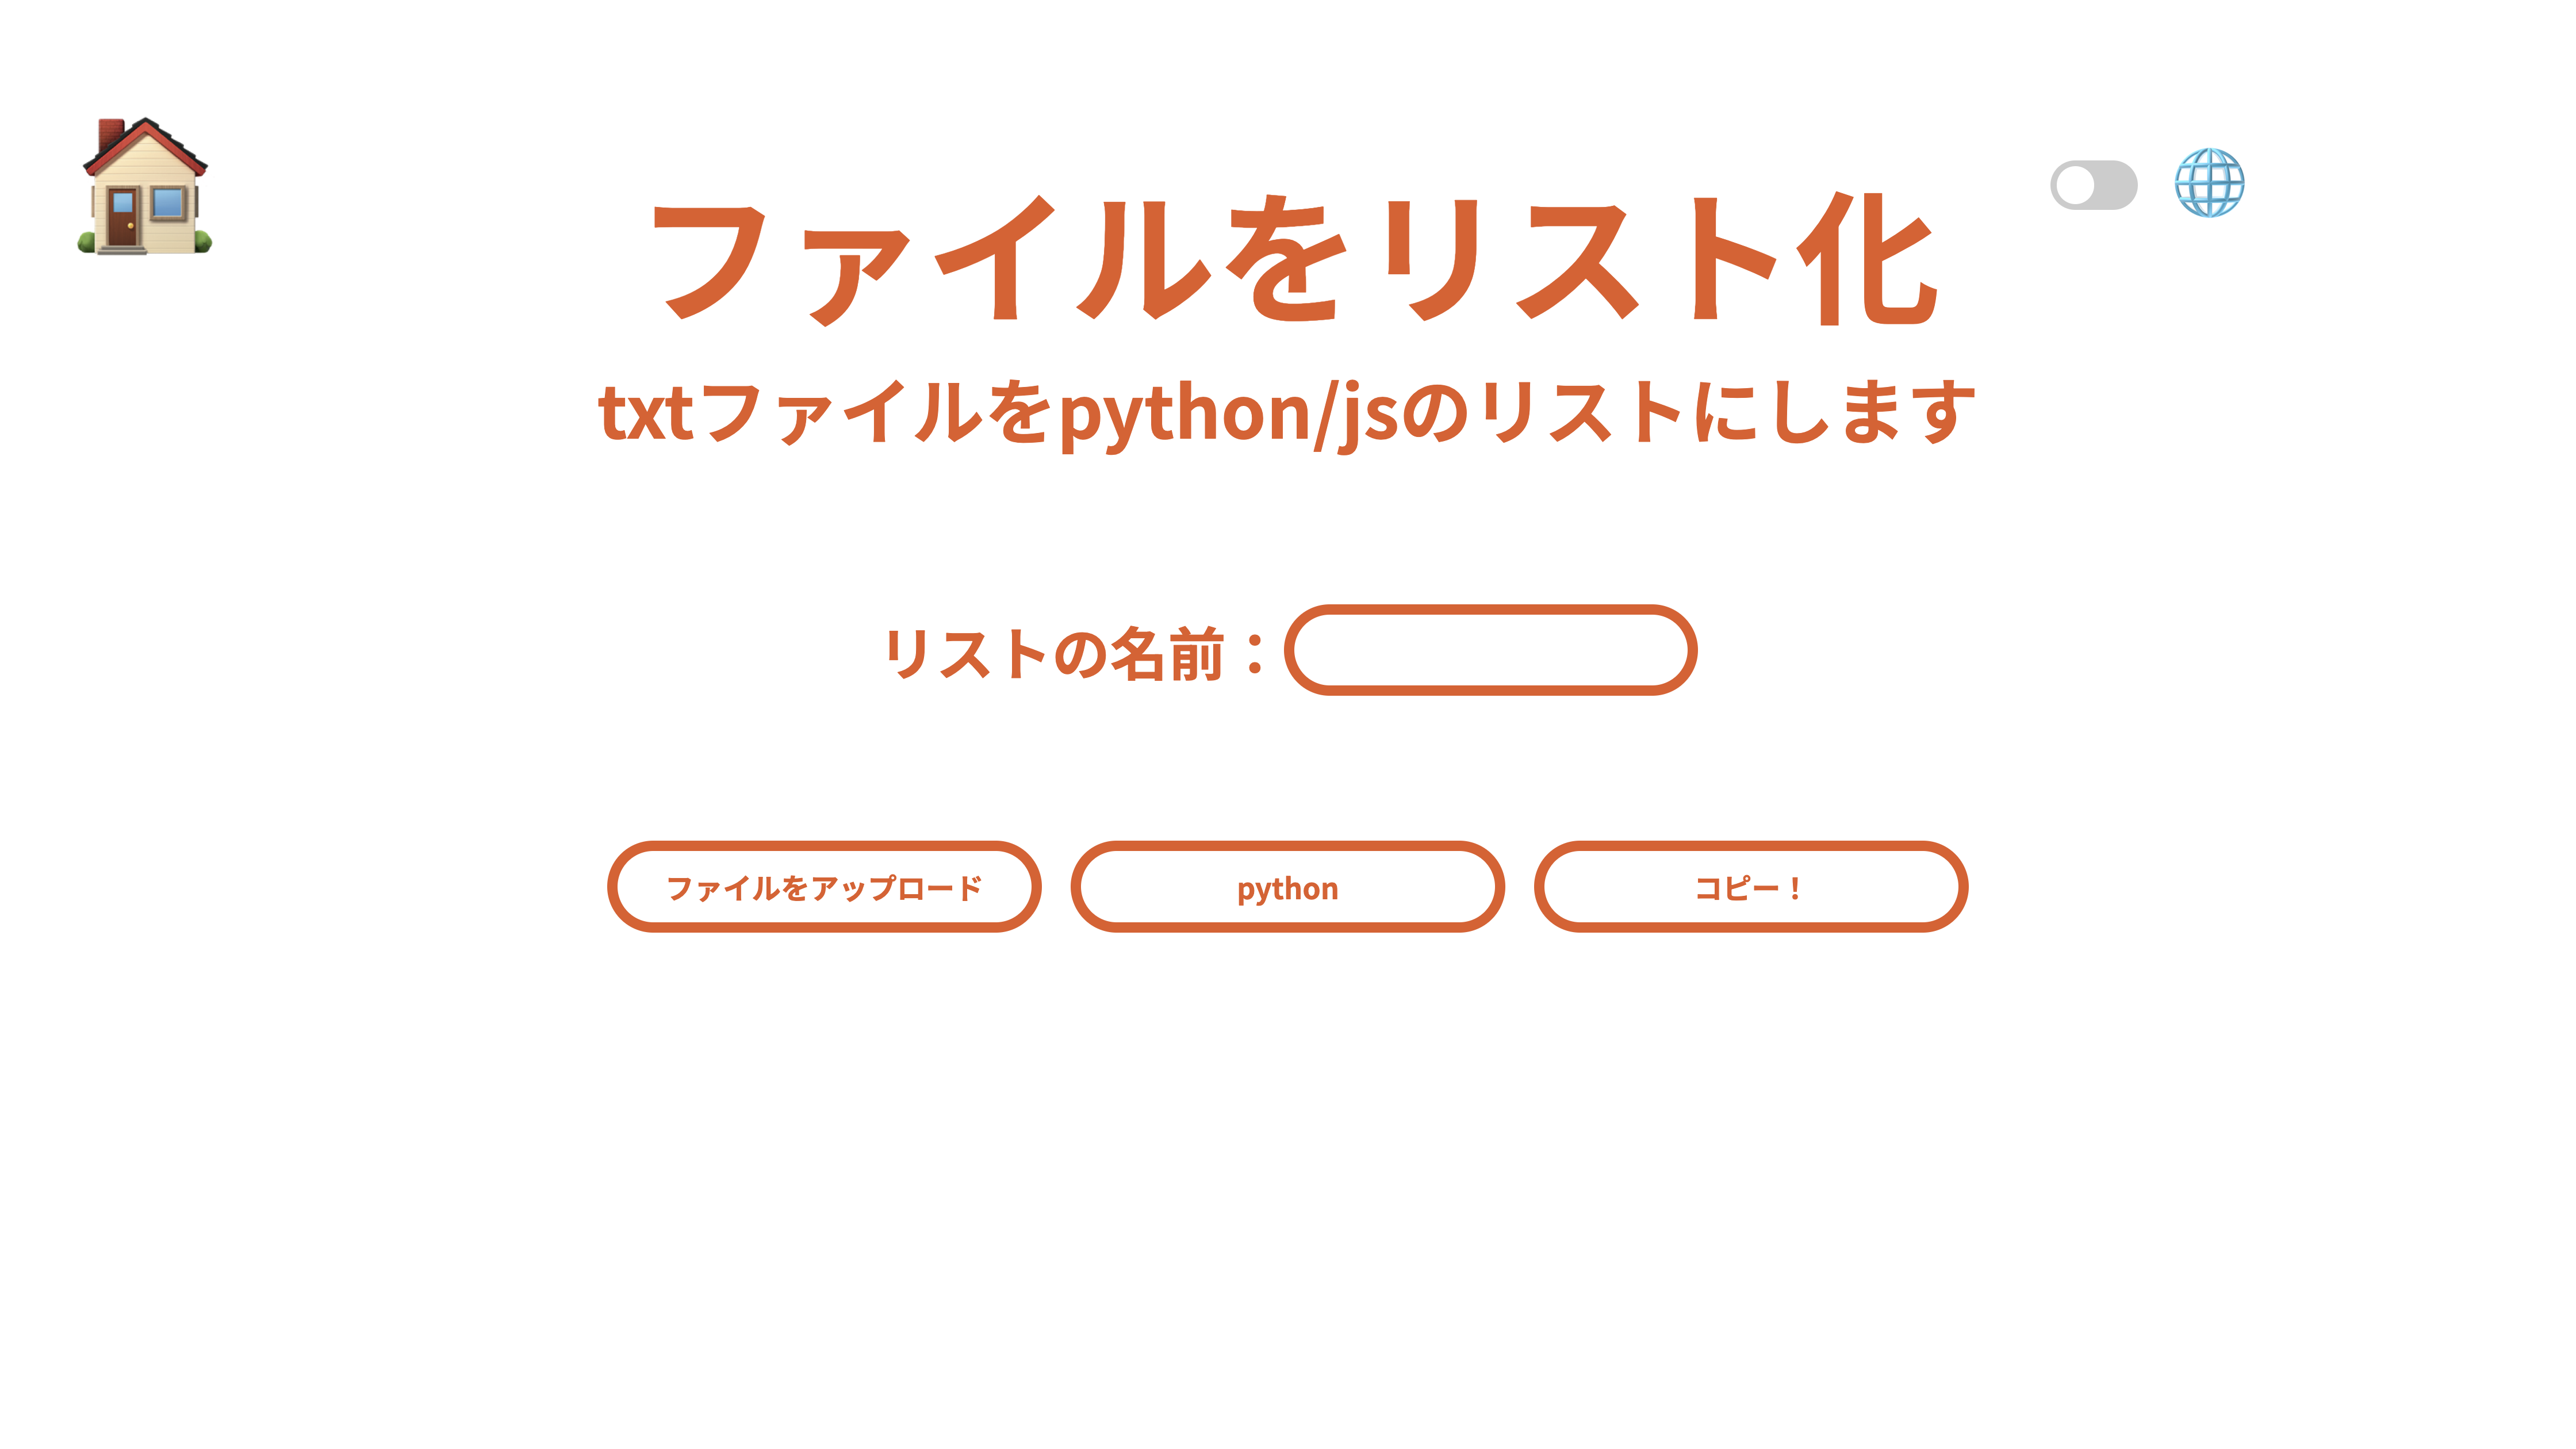 ファイルをリスト化
txtファイルをpython/jsのリストにします
リストの名前：
ファイルをアップロード
python
コピー！